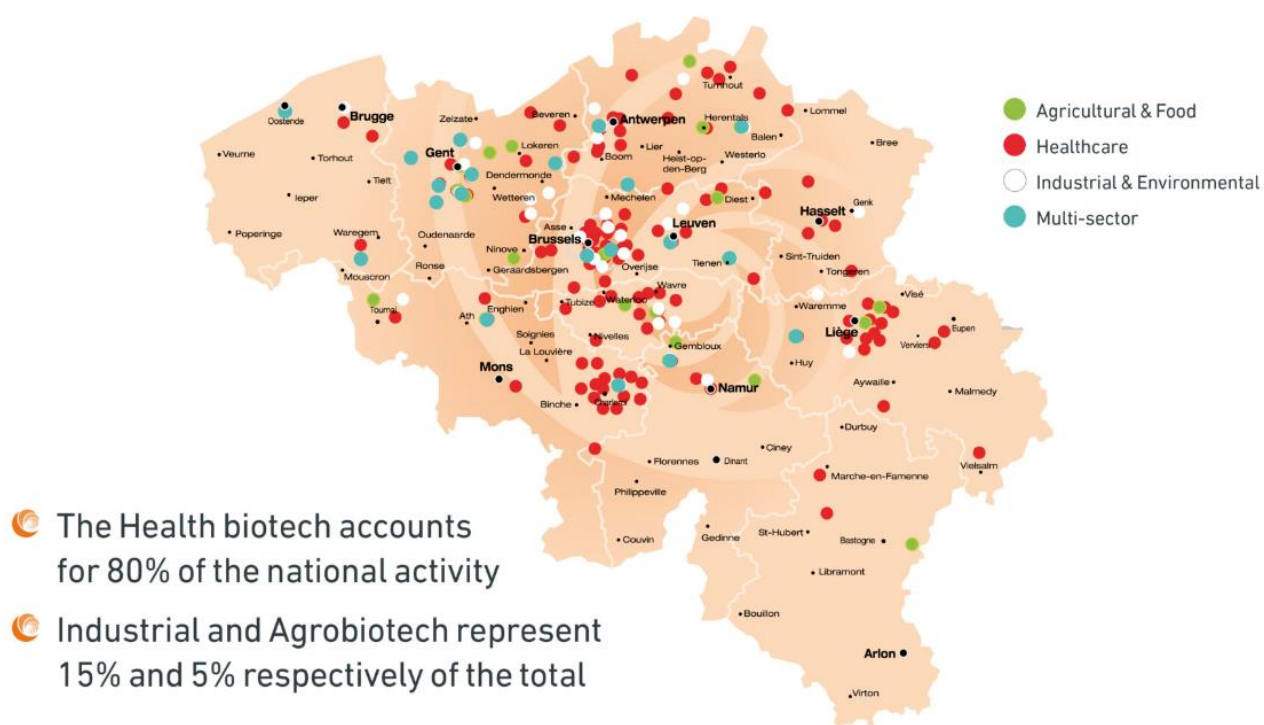 Oostende
Brugge
Zelzate
Beveren
Antwerpen
Turnhout
Lommel
Herentals
Balen
Bree
Veurne
Torhout
Gent
Lokeren
Boom
Lier
Heist-op-
den-Berg
Westerlo
Tielt
Dendermonde
Ieper
Wetteren
Mechelen
Diest
Hasselt
Genk
Poperinge
Waregem
Oudenaarde
Asse
Brussels
Leuven
Ninove
Overijse
Tienen
Sint-Truiden
Mouscron
Ronse
Geraardsbergen
Tongeren
Tournai
Ath
Enghien
Tubize
Waterloo
Wavre
Waremme
Visé
Soignies
Nivelles
Liège
Eupen
La Louvière
Gembloux
Verviers
Mons
Huy
Binche
Charleroi
Namur
Aywaille
Malmedy
Durbuy
Florennes
Dinant
Ciney
Vielsalm
Marche-en-Famenne
Philippeville
Couvin
Gedinne
St-Hubert
Bastogne
Libramont
Bouillon
Arlon
Virton
Agricultural & Food
Healthcare
Industrial & Environmental
Multi-sector
The Health biotech accounts
for 80% of the national activity
Industrial and Agrobiotech represent
15% and 5% respectively of the total